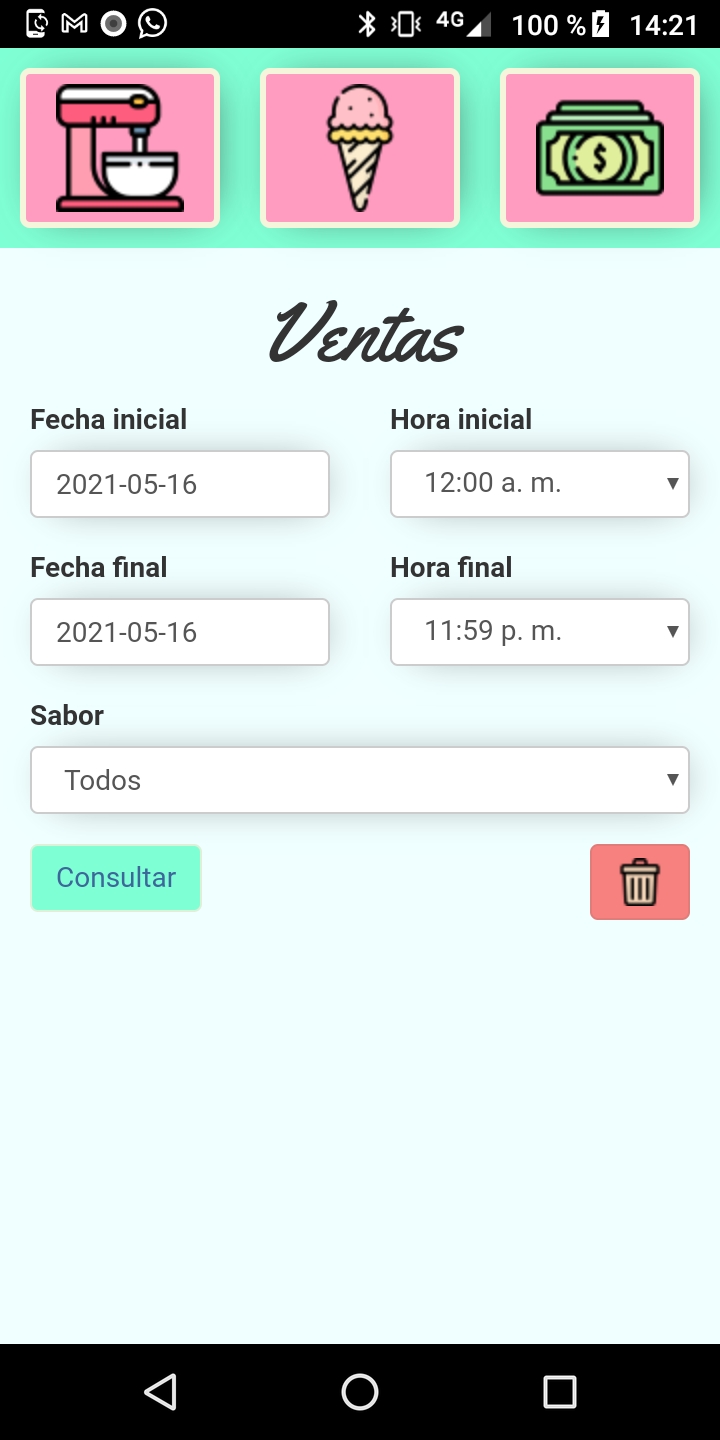 4G 100 % 14:21
$
Ventas
Fecha inicial Hora inicial
2021-05-16 12:00 a. m.
Fecha final Hora final
2021-05-16 11:59 p. m.
Sabor
Todos
Consultar